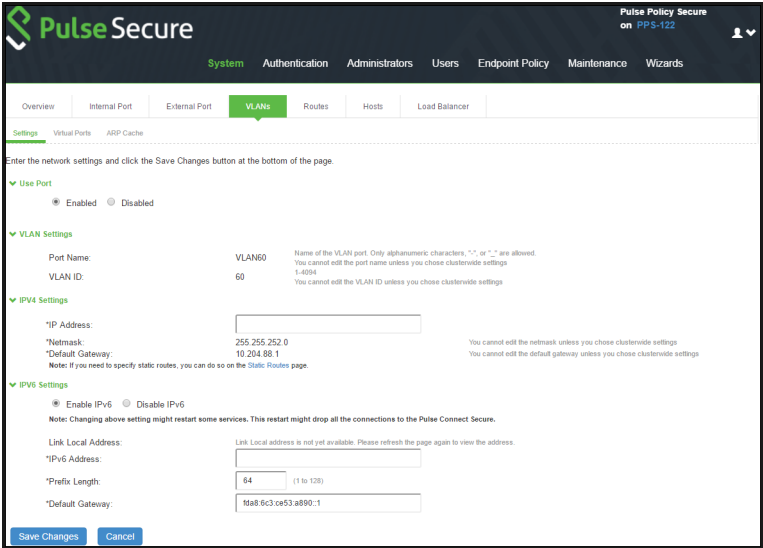 Pulse Secure
Pulse Policy Secure
on PPS-122
System Authentication Administrators Users Endpoint Policy Maintenance Wizards
Overview Internal Port External Port VLANs Routes Hosts Load Balancer
Settings Virtual Ports ARP Cache
Enter the network settings and click the Save Changes button at the bottom of the page.
Use Port
Enabled Disabled
VLAN Settings
Port Name: VLAN60 Name of the VLAN port. Only alphanumeric characters, "-", or "_" are allowed.
You cannot edit the port name unless you chose clusterwide settings
VLAN ID: 60 1-4094
You cannot edit the VLAN ID unless you chose clusterwide settings
IPV4 Settings
*IP Address:
*Netmask: 255.255.252.0 You cannot edit the netmask unless you chose clusterwide settings
*Default Gateway: 10.204.88.1 You cannot edit the default gateway unless you chose clusterwide settings
Note: If you need to specify static routes, you can do so on the Static Routes page.
IPV6 Settings
Enable IPv6 Disable IPv6
Note: Changing above setting might restart some services. This restart might drop all the connections to the Pulse Connect Secure.
Link Local Address: Link Local address is not yet available. Please refresh the page again to view the address.
*IPv6 Address:
*Prefix Length: 64 (1 to 128)
*Default Gateway: fda8:6c3:ce53:a890::1
Save Changes Cancel